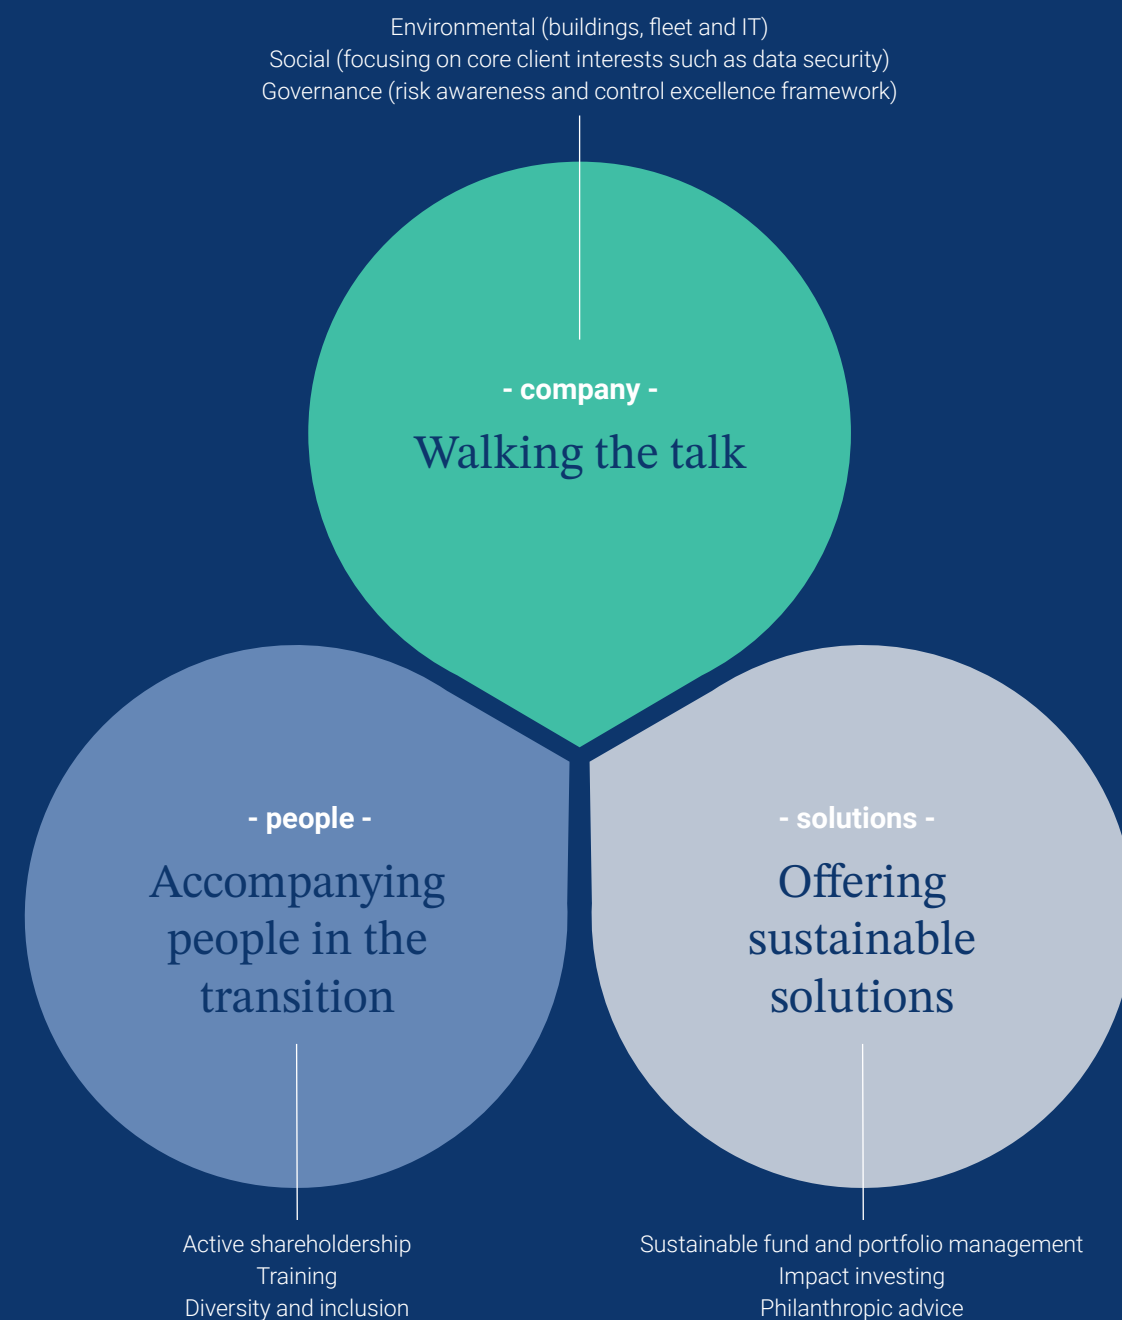 Environmental (buildings, fleet and IT)
Social (focusing on core client interests such as data security)
Governance (risk awareness and control excellence framework)
- company -
Walking the talk
- people -
Accompanying
people in the
transition
- solutions -
Offering
sustainable
solutions
Active shareholdership
Training
Diversity and inclusion
Sustainable fund and portfolio management
Impact investing
Philanthropic advice